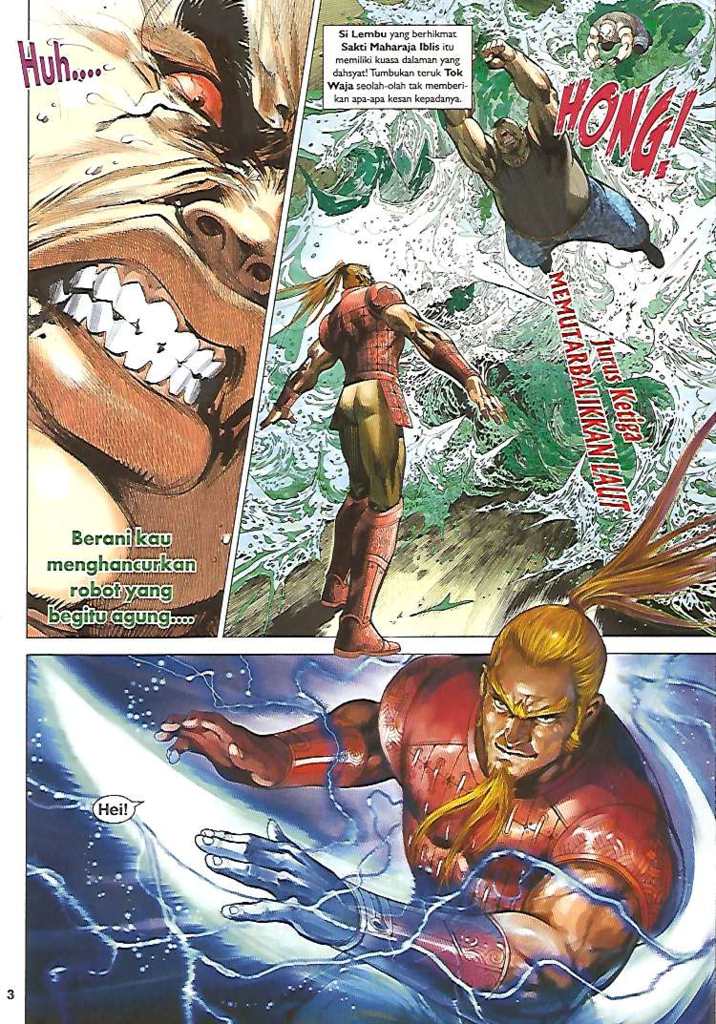 Huh....
Si Lembu yang berhikmat
Sakti Maharaja Iblis itu
memiliki kuasa dalaman yang
dahsyat! Tumbukan teruk Tok
Waja seolah-olah tak memberi-
kan apa-apa kesan kepadanya.
HONG!
Jurus Ketiga
MEMUTARBALIKKAN LAUT
Berani kau
menghancurkan
robot yang
begitu agung....
Hei!
3